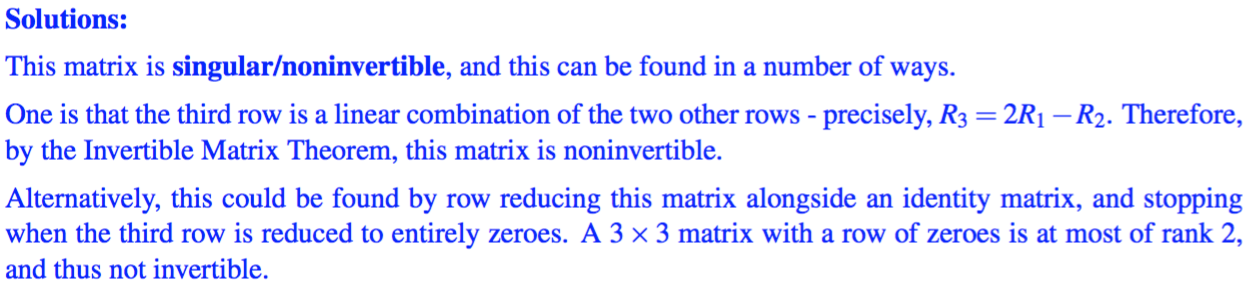 Solutions:
This matrix is singular/noninvertible, and this can be found in a number of ways.
One is that the third row is a linear combination of the two other rows - precisely, R₃ = 2R₁ − R₂. Therefore,
by the Invertible Matrix Theorem, this matrix is noninvertible.
Alternatively, this could be found by row reducing this matrix alongside an identity matrix, and stopping
when the third row is reduced to entirely zeroes. A 3 × 3 matrix with a row of zeroes is at most of rank 2,
and thus not invertible.